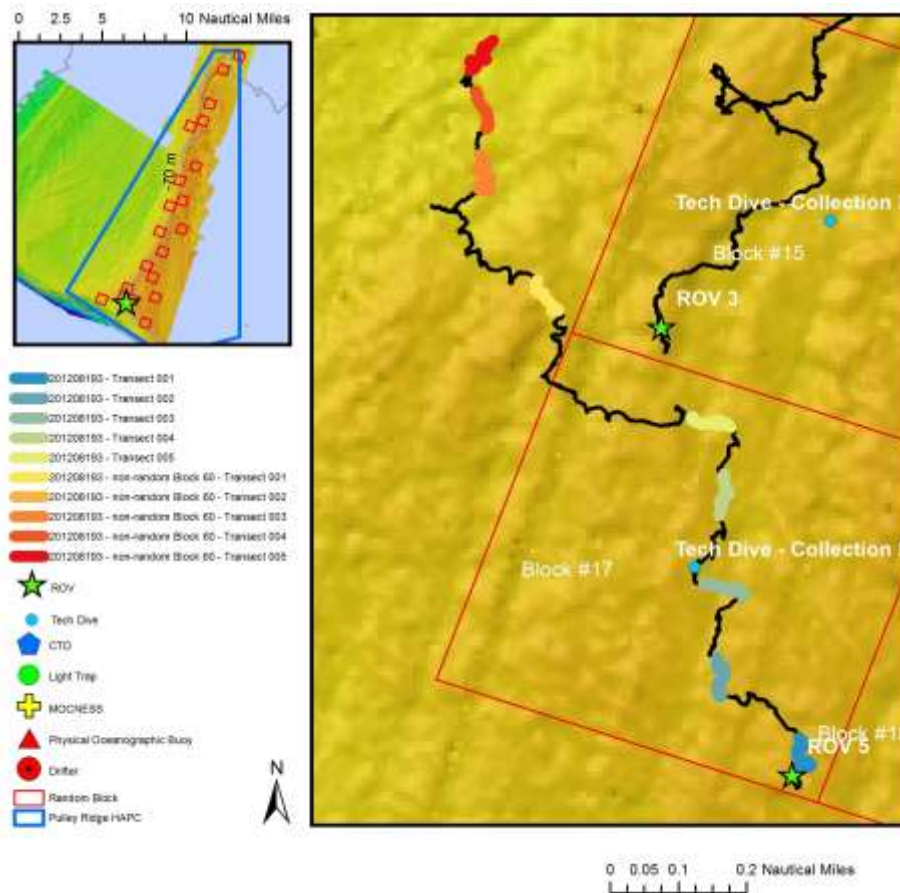 0 2.5 5 10 Nautical Miles
70 m
201208193 - Transect 001
201208193 - Transect 002
201208193 - Transect 003
201208193 - Transect 004
201208193 - Transect 005
201208193 - non-random Block 60 - Transect 001
201208193 - non-random Block 60 - Transect 002
201208193 - non-random Block 60 - Transect 003
201208193 - non-random Block 60 - Transect 004
201208193 - non-random Block 60 - Transect 005
ROV
Tech Dive
CTD
Light Trap
MOCNESS
Physical Oceanographic Buoy
Drifter
Random Block
Pulley Ridge HAPC
N
Tech Dive - Collection
Block #15
ROV 3
Tech Dive - Collection
Block #17
Block #1
ROV 5
0 0.05 0.1 0.2 Nautical Miles